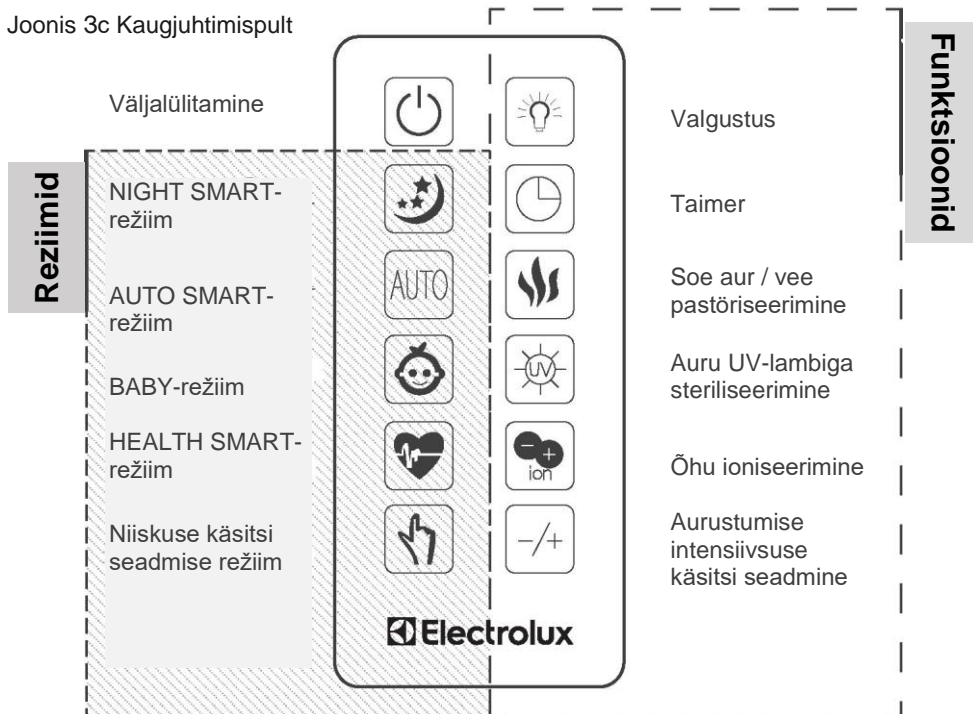 Joonis 3c Kaugjuhtimispult
Väljalülitamine
Reziimid
NIGHT SMART-
režiim
AUTO SMART-
režiim
BABY-režiim
HEALTH SMART-
režiim
Niiskuse käsitsi
seadmise režiim
AUTO
UV
ion
−/+
Electrolux
Funktsioonid
Valgustus
Taimer
Soe aur / vee
pastöriseerimine
Auru UV-lambiga
steriliseerimine
Õhu ioniseerimine
Aurustumise
intensiivsuse
käsitsi seadmine